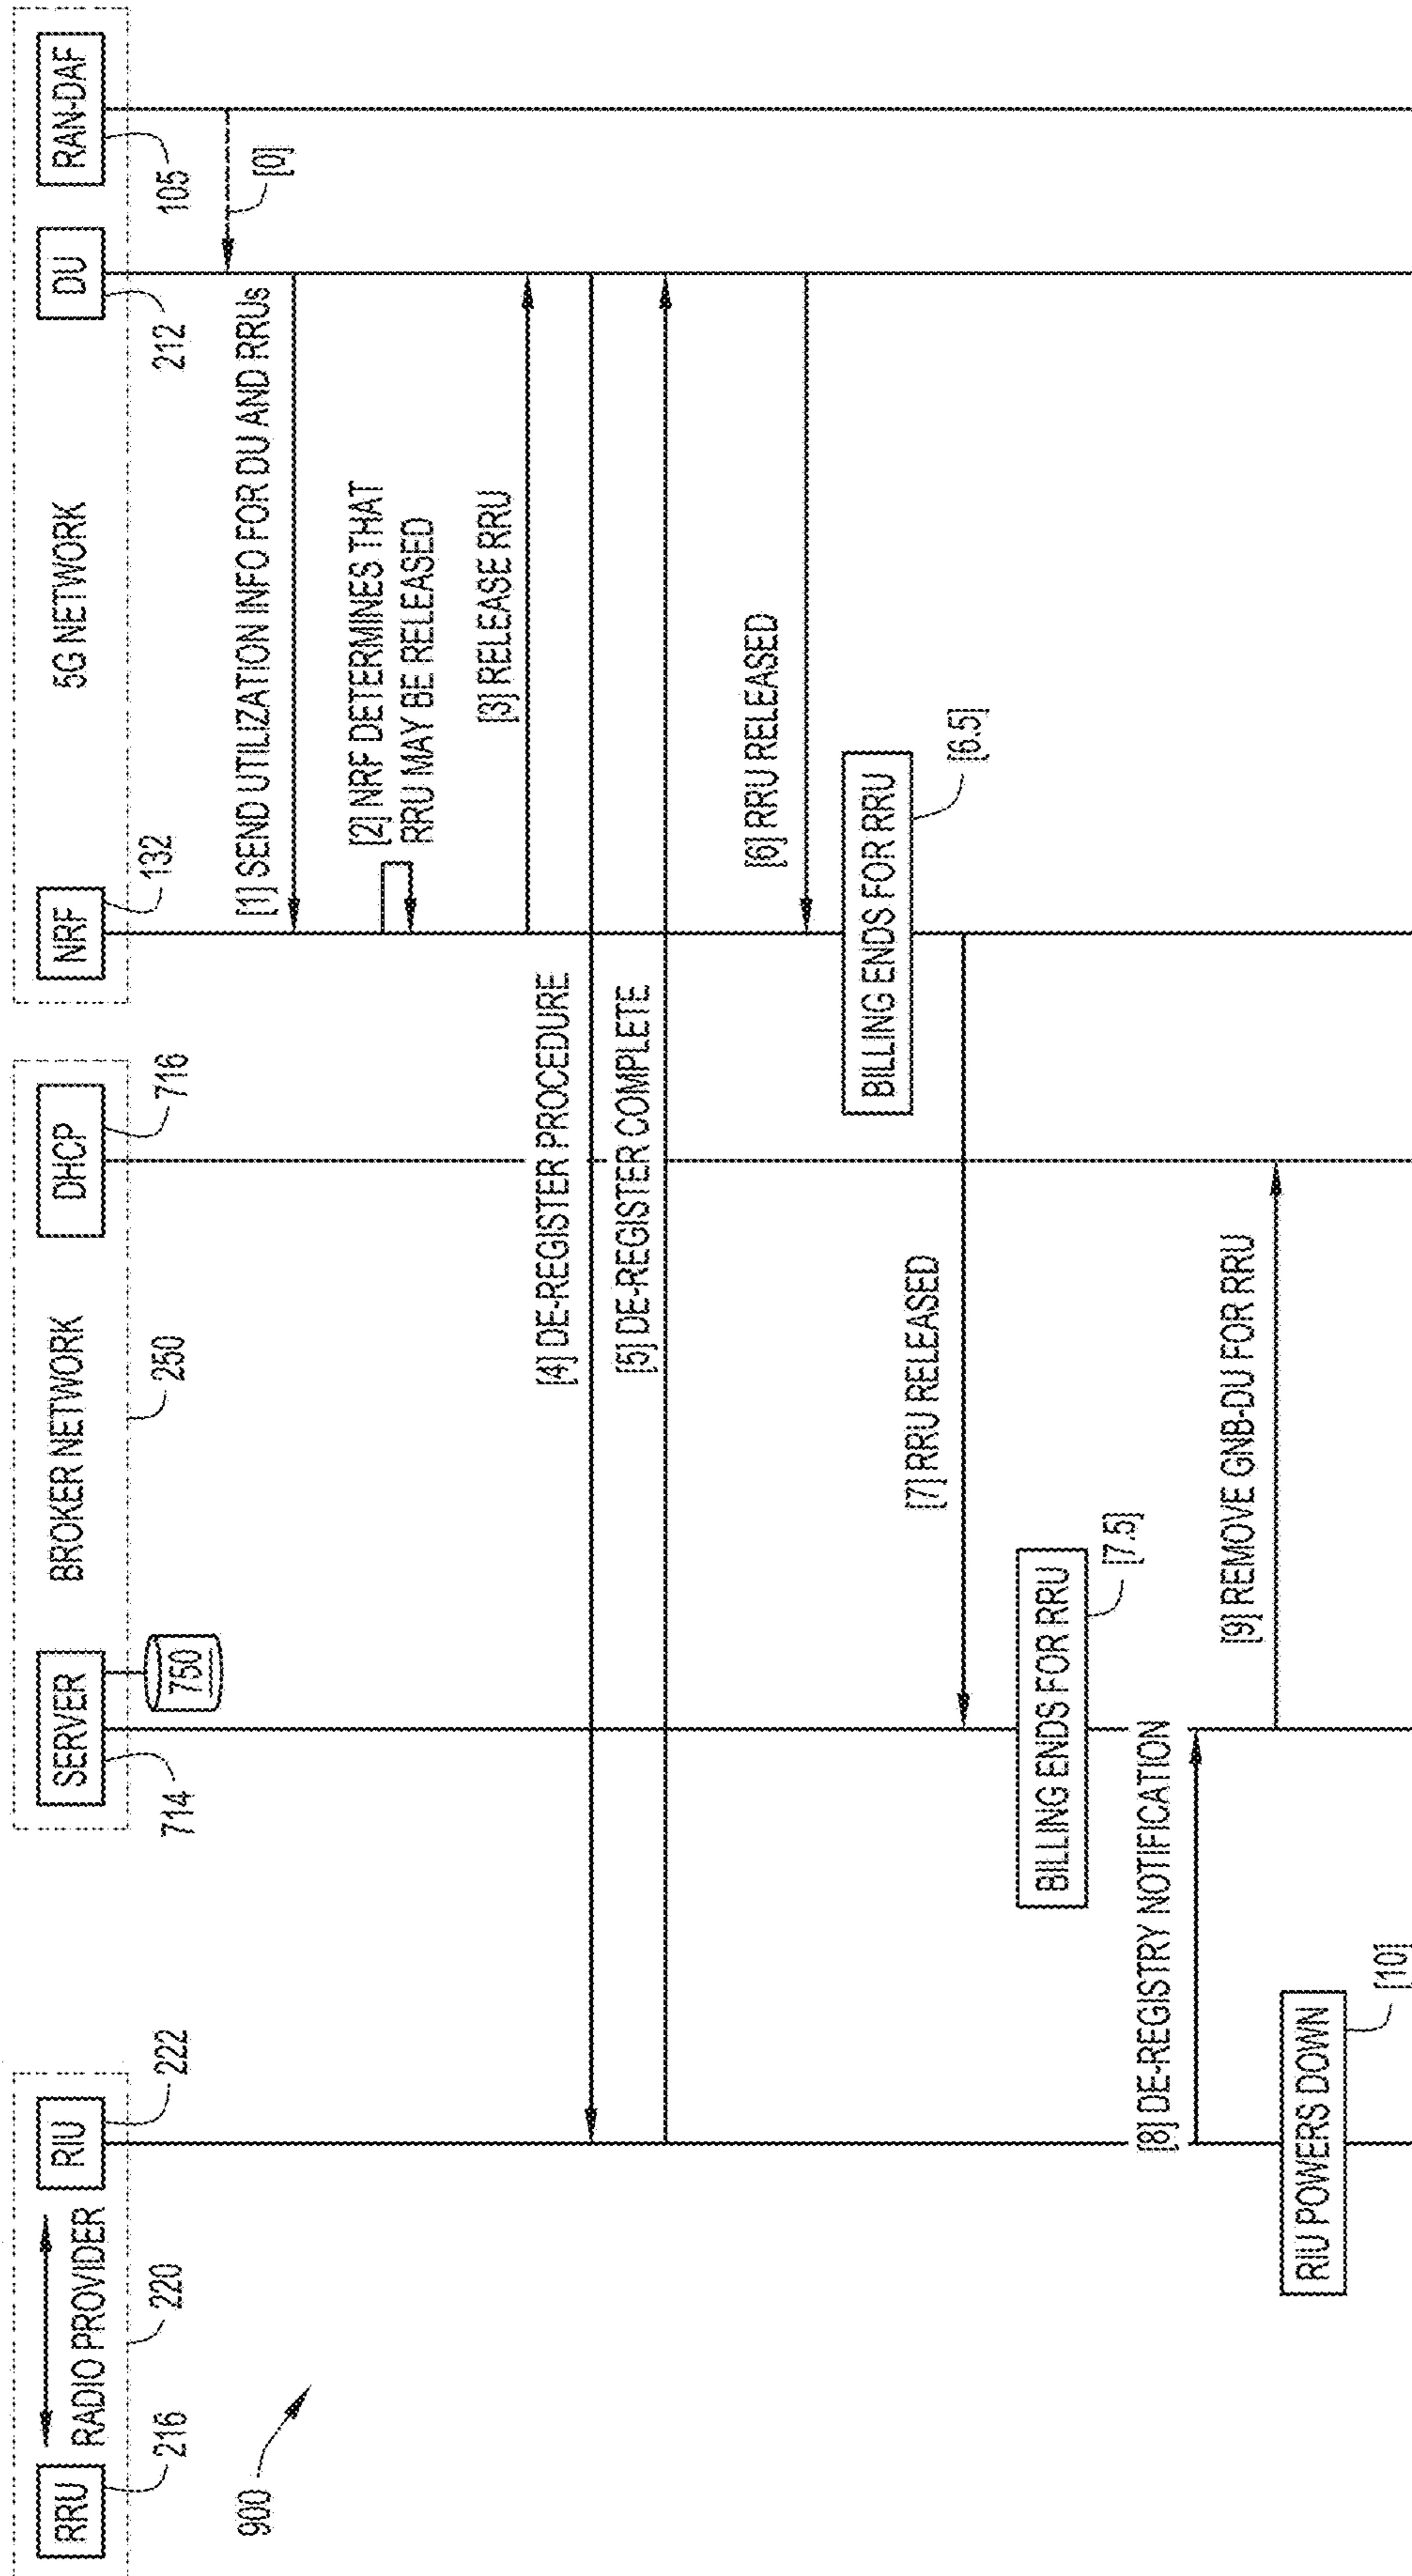 RRU
RADIO PROVIDER
RIU
SERVER
BROKER NETWORK
DHCP
NRF
5G NETWORK
DU
RAN-DAF
216
220
222
714
750
250
716
132
212
105
900
[0]
[1] SEND UTILIZATION INFO FOR DU AND RRUs
[2] NRF DETERMINES THAT
RRU MAY BE RELEASED
[3] RELEASE RRU
[4] DE-REGISTER PROCEDURE
[5] DE-REGISTER COMPLETE
[6] RRU RELEASED
BILLING ENDS FOR RRU
[6.5]
[7] RRU RELEASED
BILLING ENDS FOR RRU
[7.5]
[8] DE-REGISTRY NOTIFICATION
[9] REMOVE GNB-DU FOR RRU
RIU POWERS DOWN
[10]